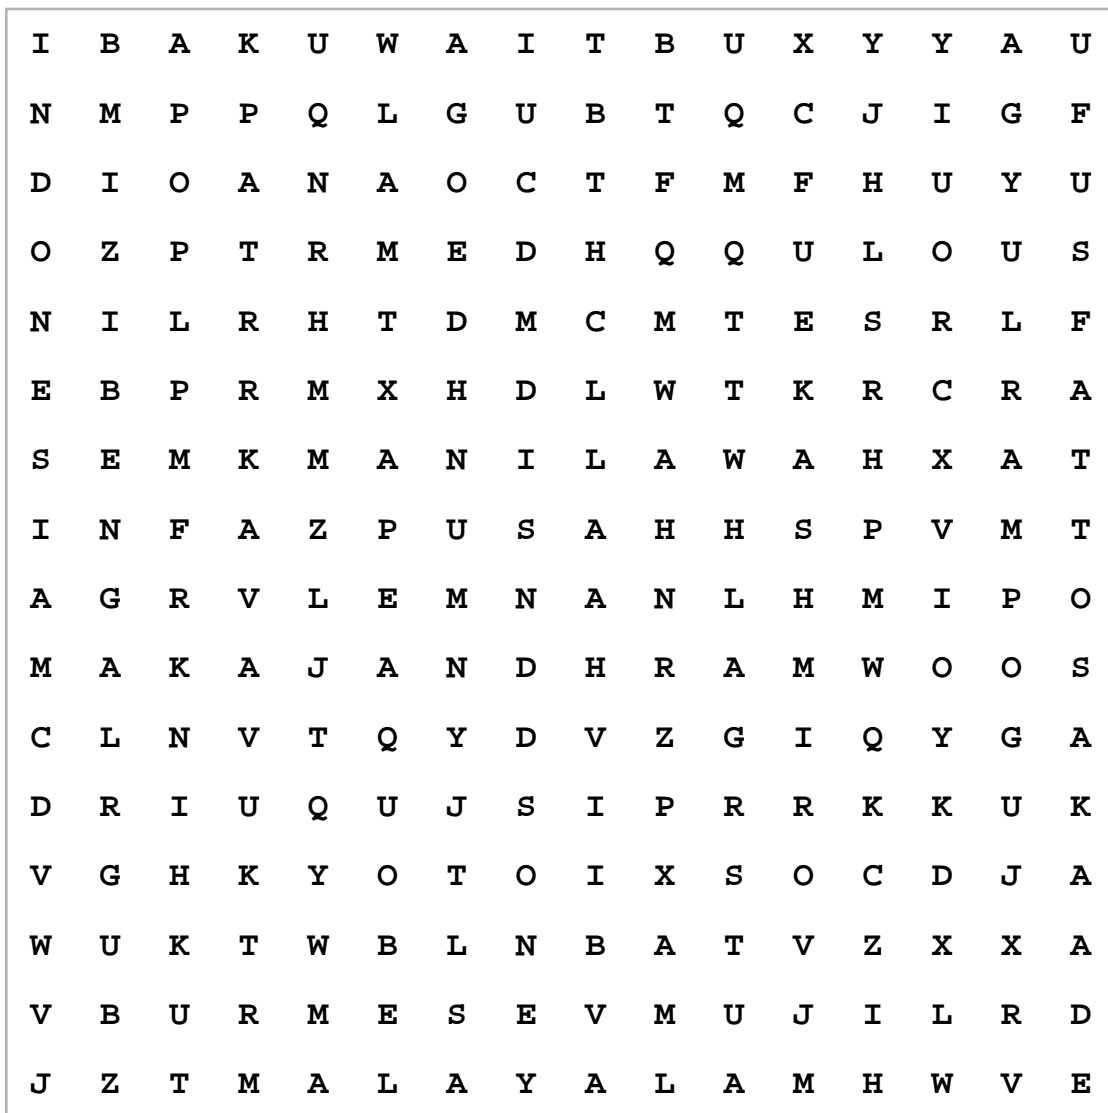 I B A K U W A I T B U X Y Y A U
N M P P Q L G U B T Q C J I G F
D I O A N A O C T F M F H U Y U
O Z P T R M E D H Q Q U L O U S
N I L R H T D M C M T E S R L F
E B P R M X H D L W T K R C R A
S E M K M A N I L A W A H X A T
I N F A Z P U S A H H S P V M T
A G R V L E M N A N L H M I P O
M A K A J A N D H R A M W O O S
C L N V T Q Y D V Z G I Q Y G A
D R I U Q U J S I P R R K K U K
V G H K Y O T O I X S O C D J A
W U K T W B L N B A T V Z X X A
V B U R M E S E V M U J I L R D
J Z T M A L A Y A L A M H W V E